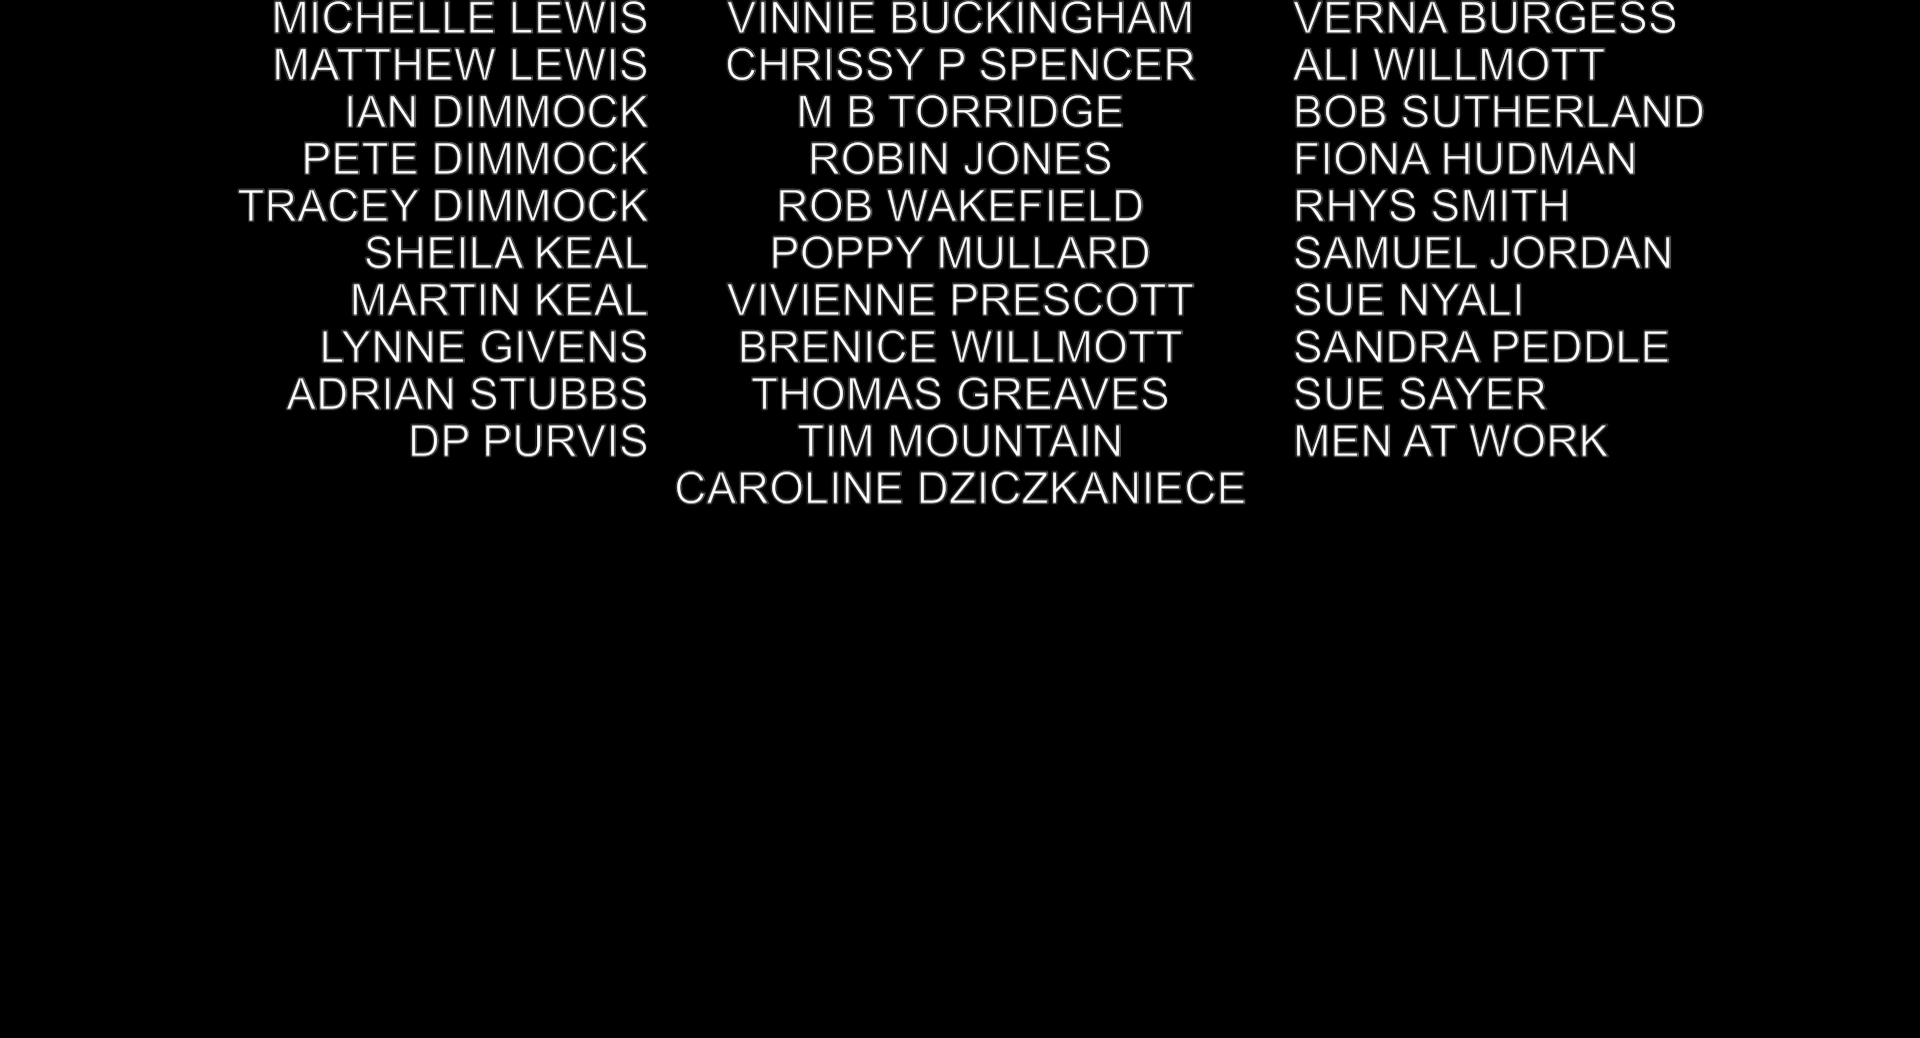 MICHELLE LEWIS VINNIE BUCKINGHAM VERNA BURGESS
MATTHEW LEWIS CHRISSY P SPENCER ALI WILLMOTT
IAN DIMMOCK M B TORRIDGE BOB SUTHERLAND
PETE DIMMOCK ROBIN JONES FIONA HUDMAN
TRACEY DIMMOCK ROB WAKEFIELD RHYS SMITH
SHEILA KEAL POPPY MULLARD SAMUEL JORDAN
MARTIN KEAL VIVIENNE PRESCOTT SUE NYALI
LYNNE GIVENS BRENICE WILLMOTT SANDRA PEDDLE
ADRIAN STUBBS THOMAS GREAVES SUE SAYER
DP PURVIS TIM MOUNTAIN MEN AT WORK
CAROLINE DZICZKANIECE